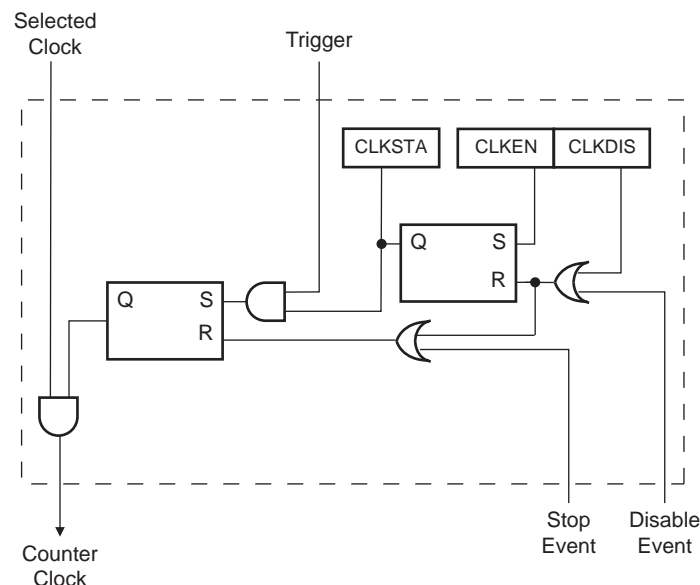 Selected
Clock
Trigger
CLKSTA
CLKEN
CLKDIS
Q
S
R
Q
S
R
Stop
Event
Disable
Event
Counter
Clock